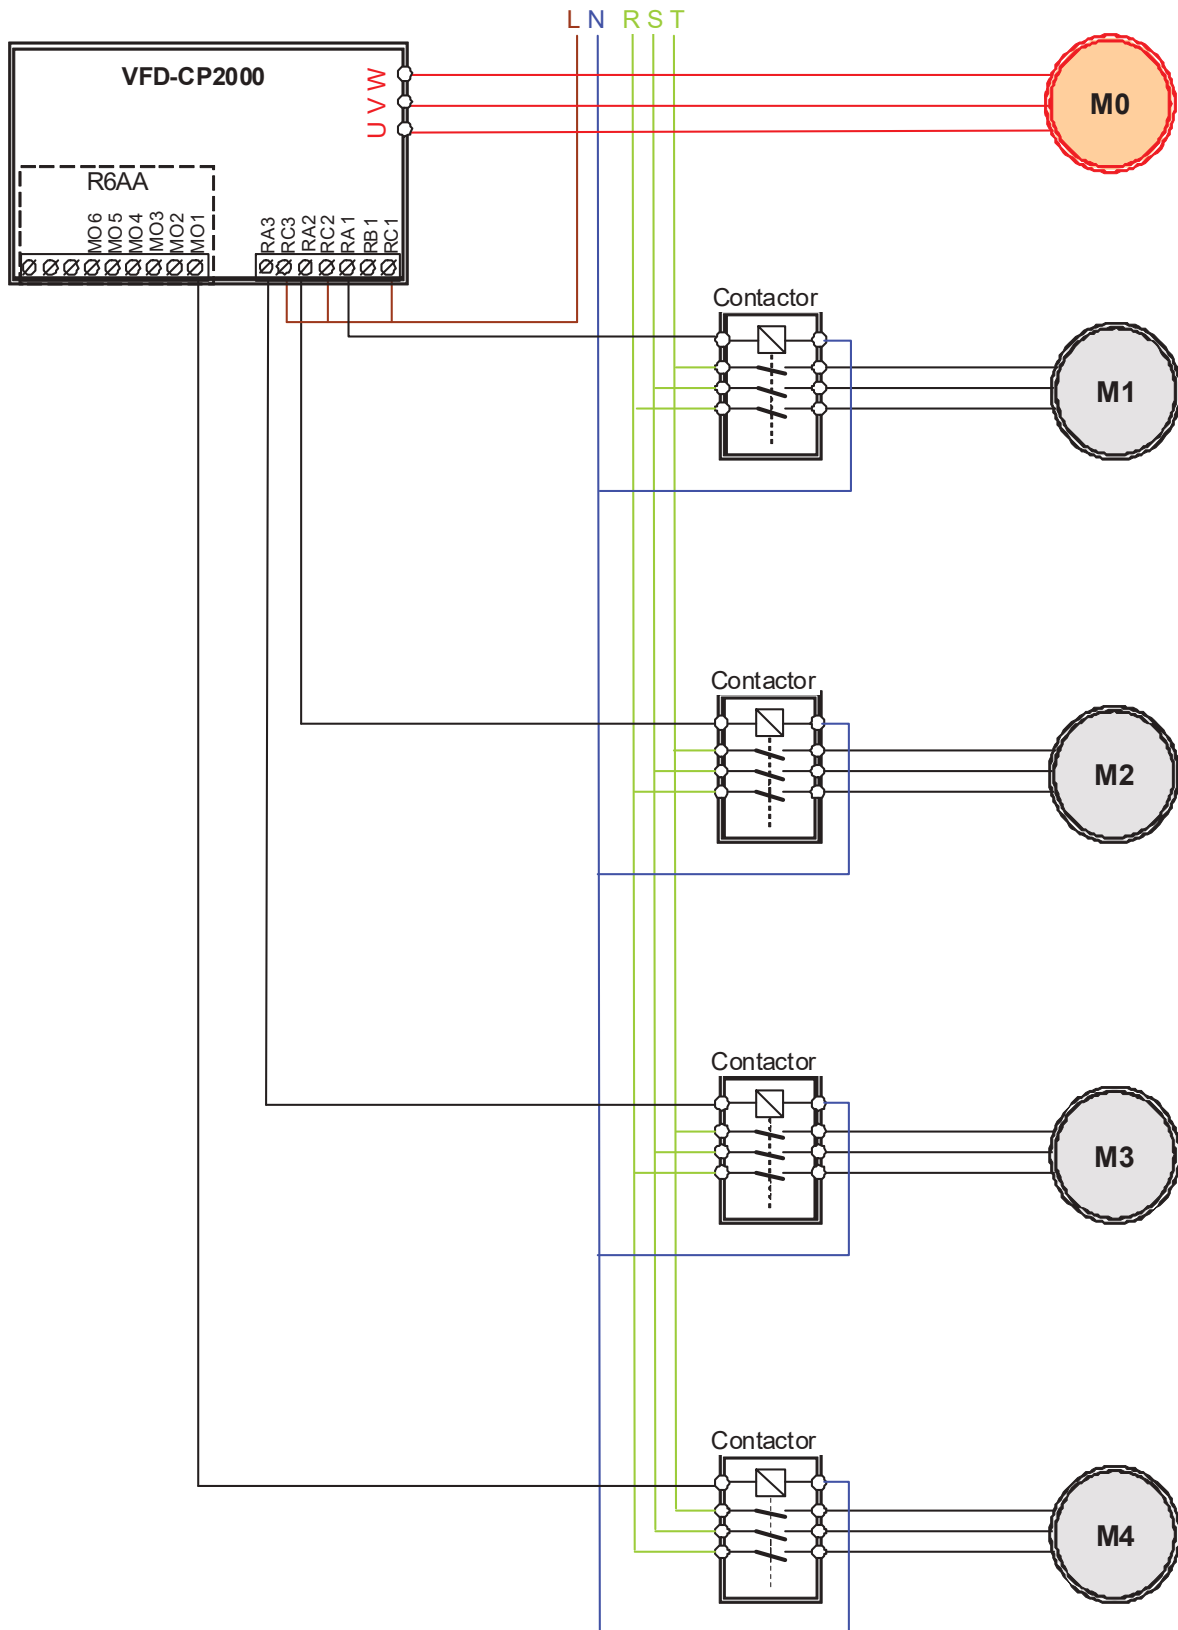 L N R S T
VFD-CP2000
U V W
M0
R6AA
MO6
MO5
MO4
MO3
MO2
MO1
RA3
RC3
RA2
RC2
RA1
RB1
RC1
Contactor
M1
Contactor
M2
Contactor
M3
Contactor
M4